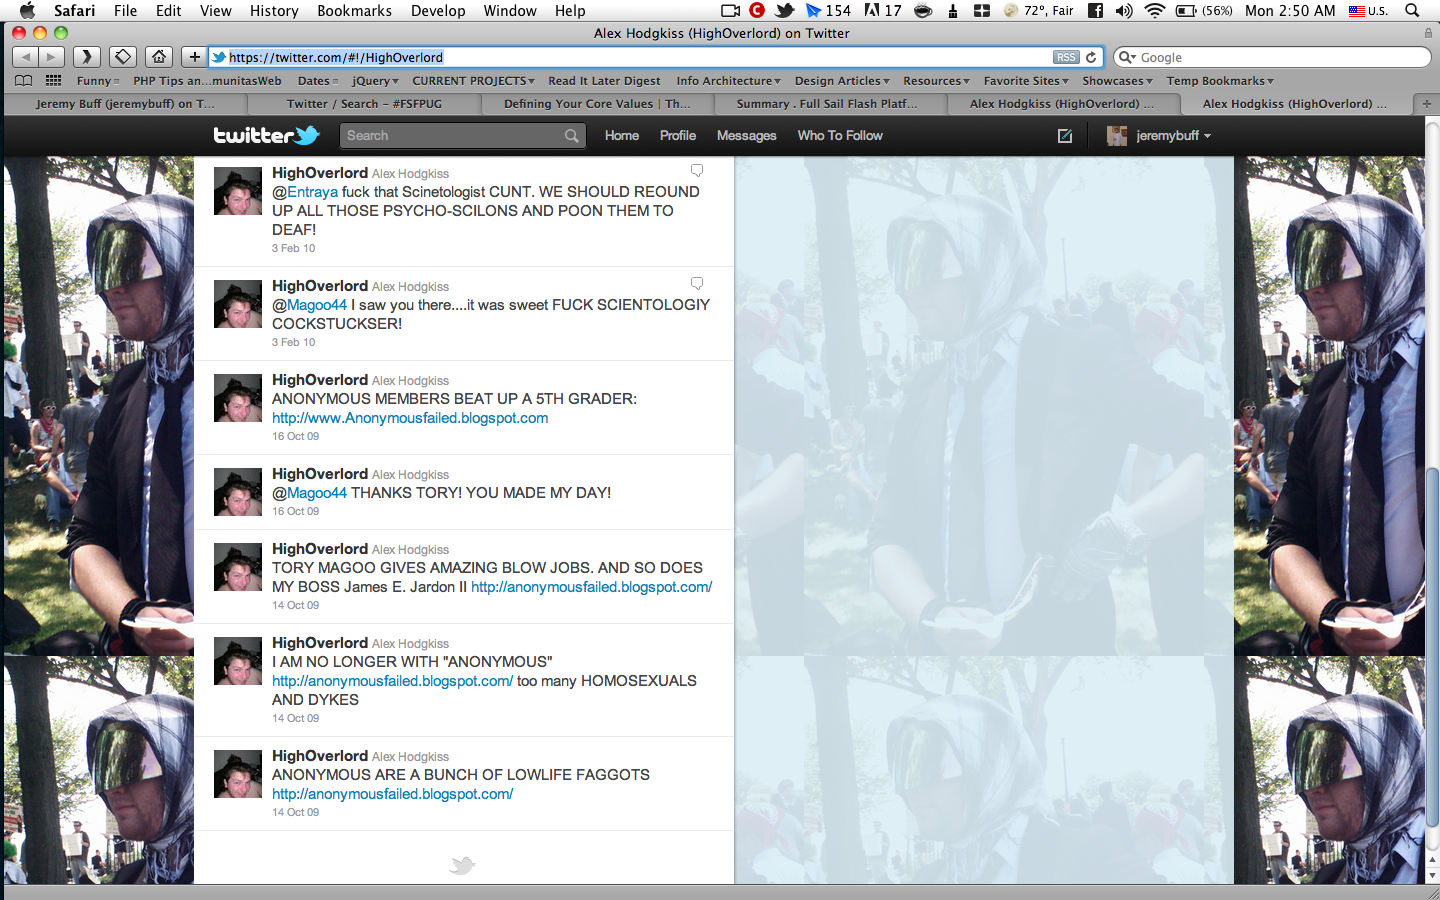 Safari File Edit View History Bookmarks Develop Window Help 154 17 72°, Fair (56%) Mon 2:50 AM U.S.
Alex Hodgkiss (HighOverlord) on Twitter
https://twitter.com/#!/HighOverlord RSS Google
Funny PHP Tips an...munitasWeb Dates jQuery CURRENT PROJECTS Read It Later Digest Info Architecture Design Articles Resources Favorite Sites Showcases Temp Bookmarks
Jeremy Buff (jeremybuff) on T... Twitter / Search - #FSFPUG Defining Your Core Values | Th... Summary . Full Sail Flash Platf... Alex Hodgkiss (HighOverlord) ... Alex Hodgkiss (HighOverlord) ...
twitter Search Home Profile Messages Who To Follow jeremybuff
HighOverlord Alex Hodgkiss
@Entraya fuck that Scinetologist CUNT. WE SHOULD REOUND
UP ALL THOSE PSYCHO-SCILONS AND POON THEM TO
DEAF!
3 Feb 10
HighOverlord Alex Hodgkiss
@Magoo44 I saw you there....it was sweet FUCK SCIENTOLOGIY
COCKSTUCKSER!
3 Feb 10
HighOverlord Alex Hodgkiss
ANONYMOUS MEMBERS BEAT UP A 5TH GRADER:
http://www.Anonymousfailed.blogspot.com
16 Oct 09
HighOverlord Alex Hodgkiss
@Magoo44 THANKS TORY! YOU MADE MY DAY!
16 Oct 09
HighOverlord Alex Hodgkiss
TORY MAGOO GIVES AMAZING BLOW JOBS. AND SO DOES
MY BOSS James E. Jardon II http://anonymousfailed.blogspot.com/
14 Oct 09
HighOverlord Alex Hodgkiss
I AM NO LONGER WITH "ANONYMOUS"
http://anonymousfailed.blogspot.com/ too many HOMOSEXUALS
AND DYKES
14 Oct 09
HighOverlord Alex Hodgkiss
ANONYMOUS ARE A BUNCH OF LOWLIFE FAGGOTS
http://anonymousfailed.blogspot.com/
14 Oct 09